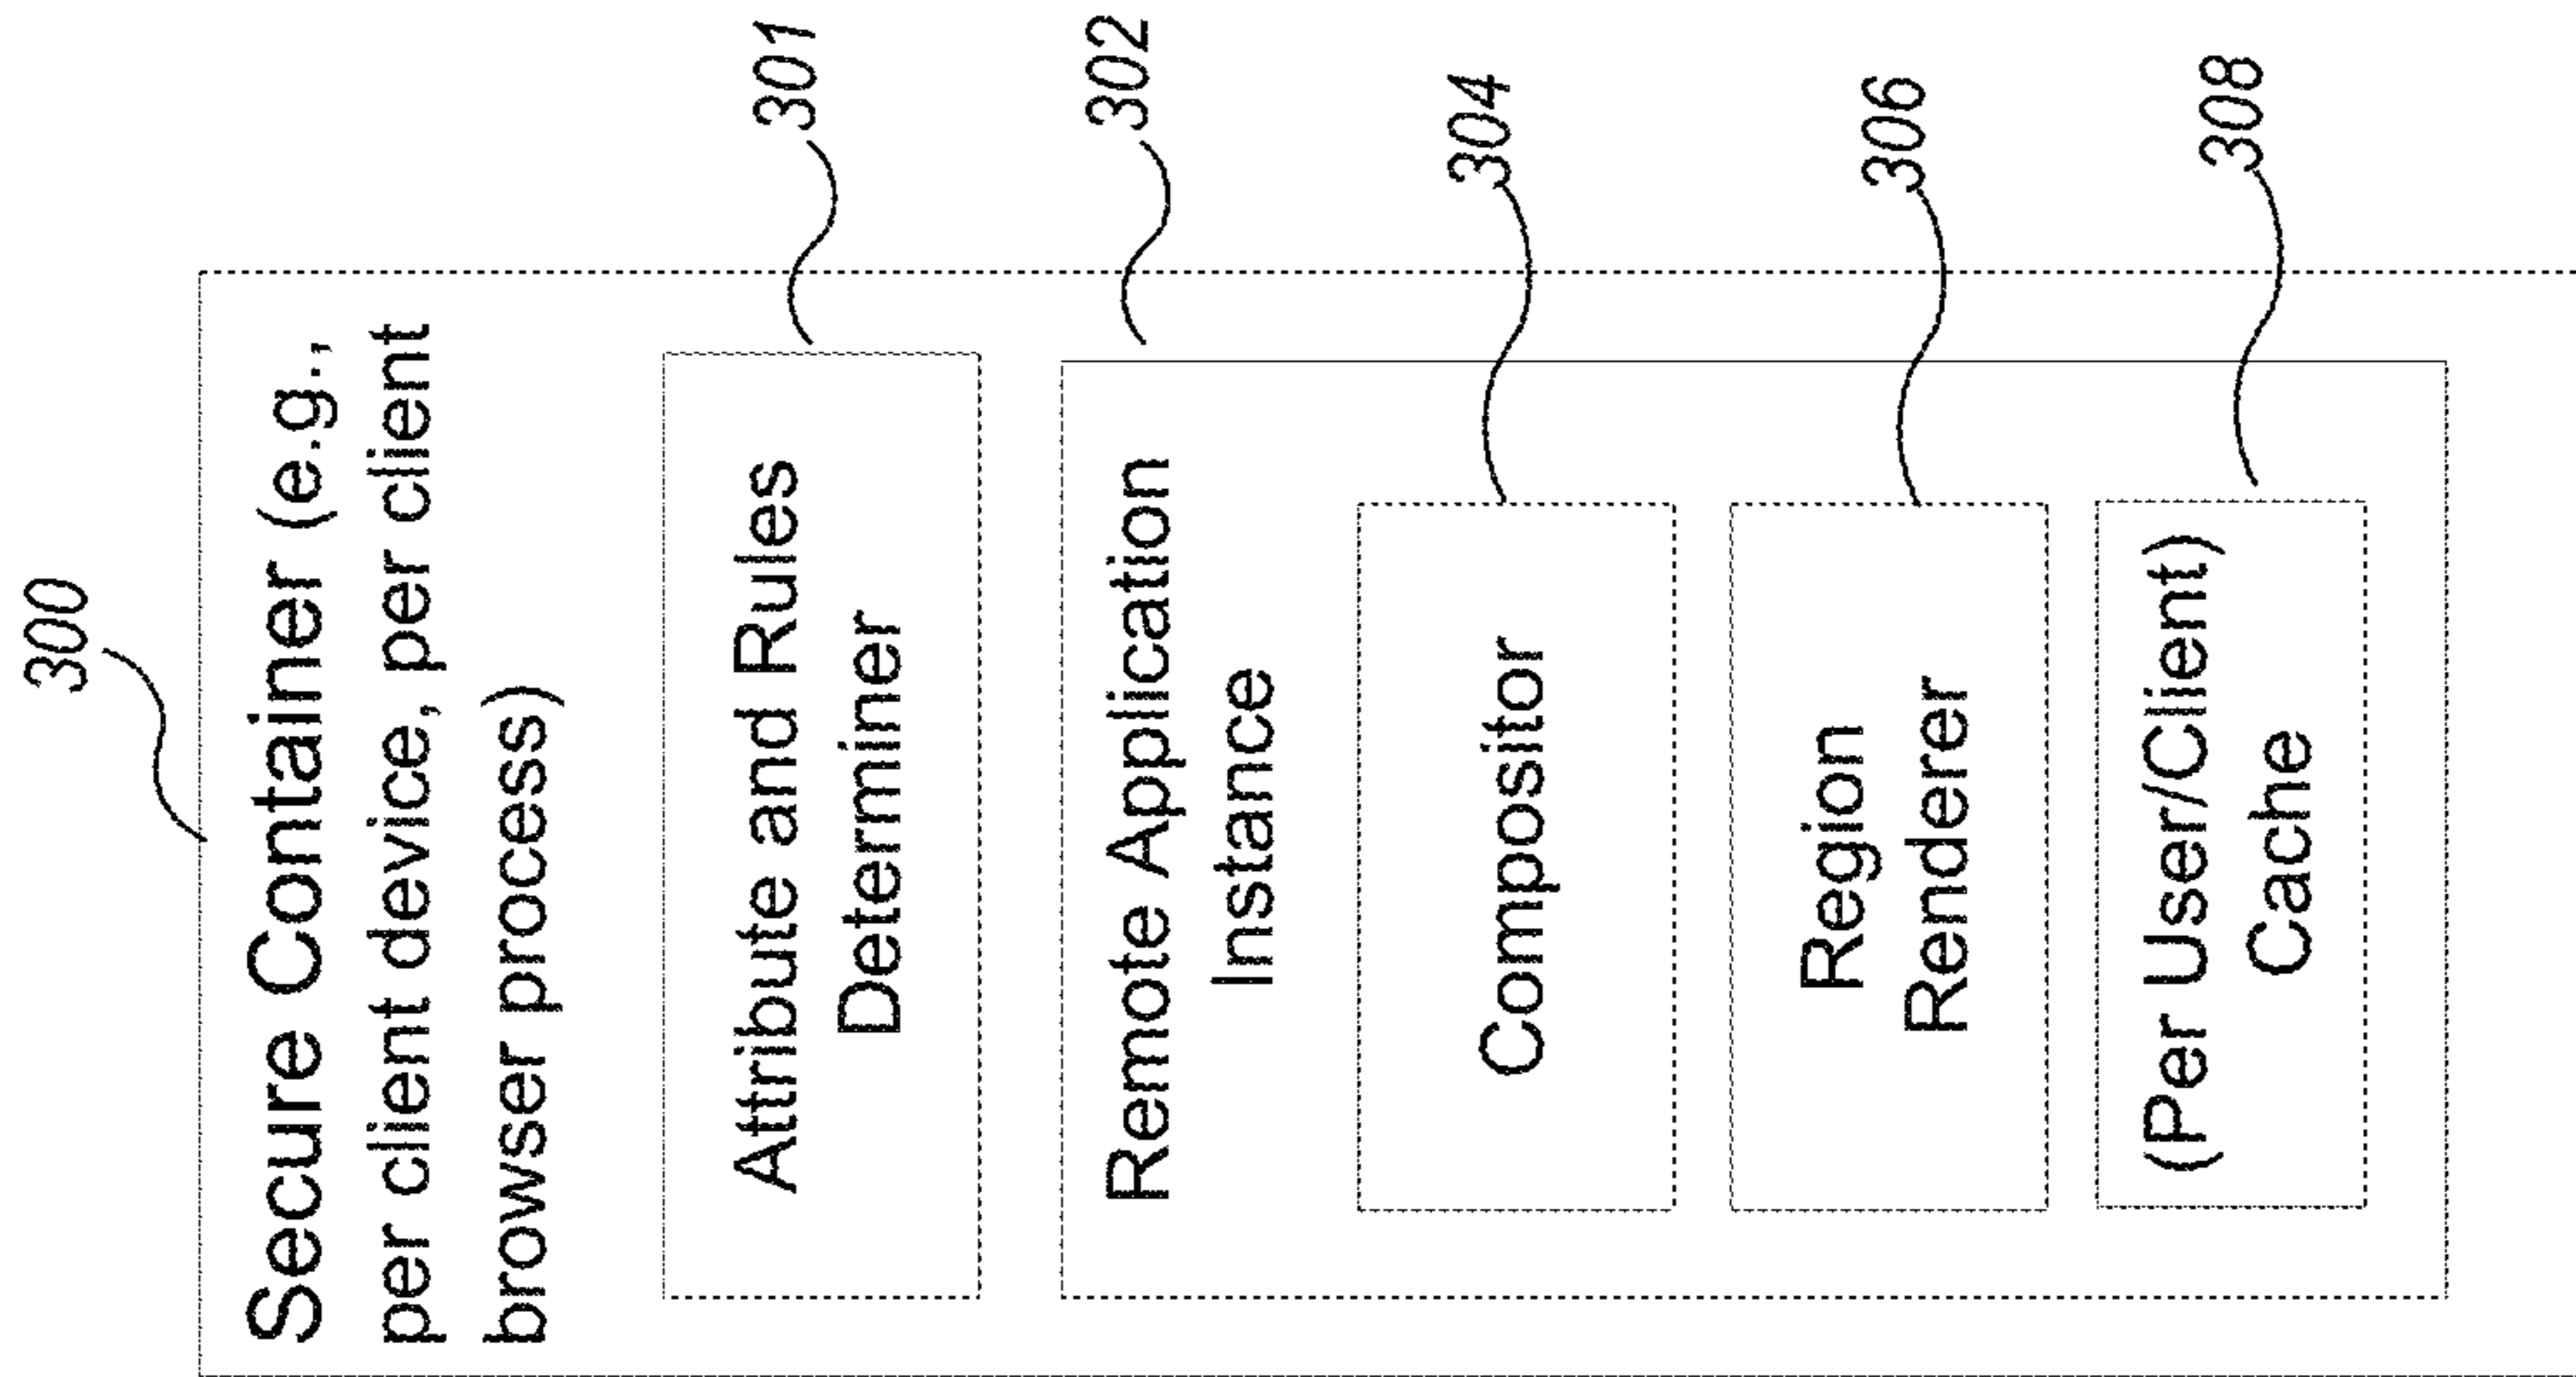 300
Secure Container (e.g.,
per client device, per client
browser process)
301
Attribute and Rules
Determiner
302
Remote Application
Instance
304
Compositor
306
Region
Renderer
308
(Per User/Client)
Cache